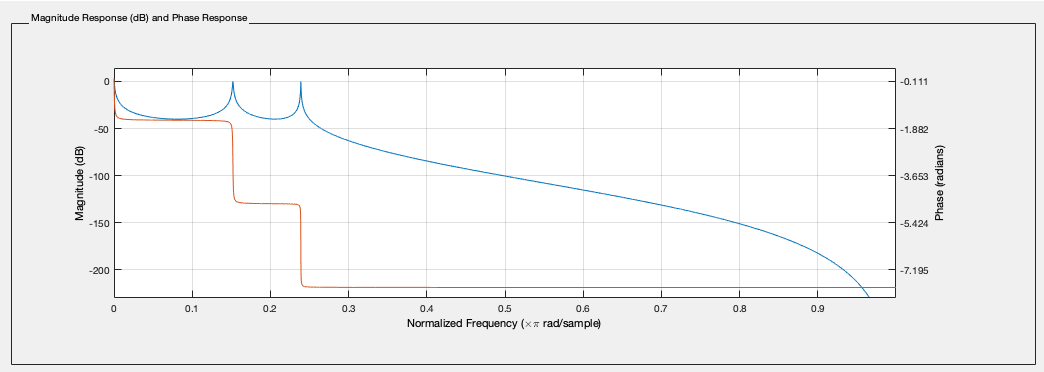 Magnitude Response (dB) and Phase Response
0
-50
-100
-150
-200
Magnitude (dB)
-0.111
-1.882
-3.653
-5.424
-7.195
Phase (radians)
0 0.1 0.2 0.3 0.4 0.5 0.6 0.7 0.8 0.9
Normalized Frequency (×π rad/sample)